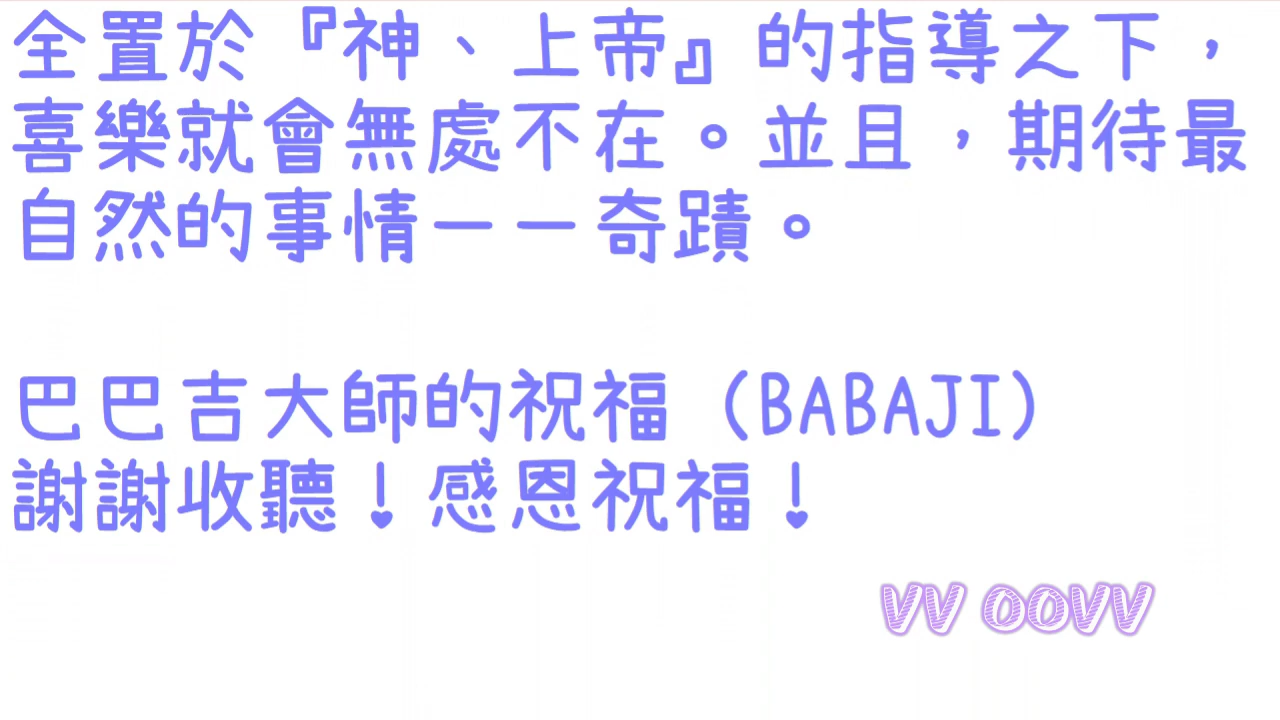 全置於『神、上帝』的指導之下，
喜樂就會無處不在。並且，期待最
自然的事情——奇蹟。
巴巴吉大師的祝福（BABAJI）
謝謝收聽！感恩祝福！
VV OOVV